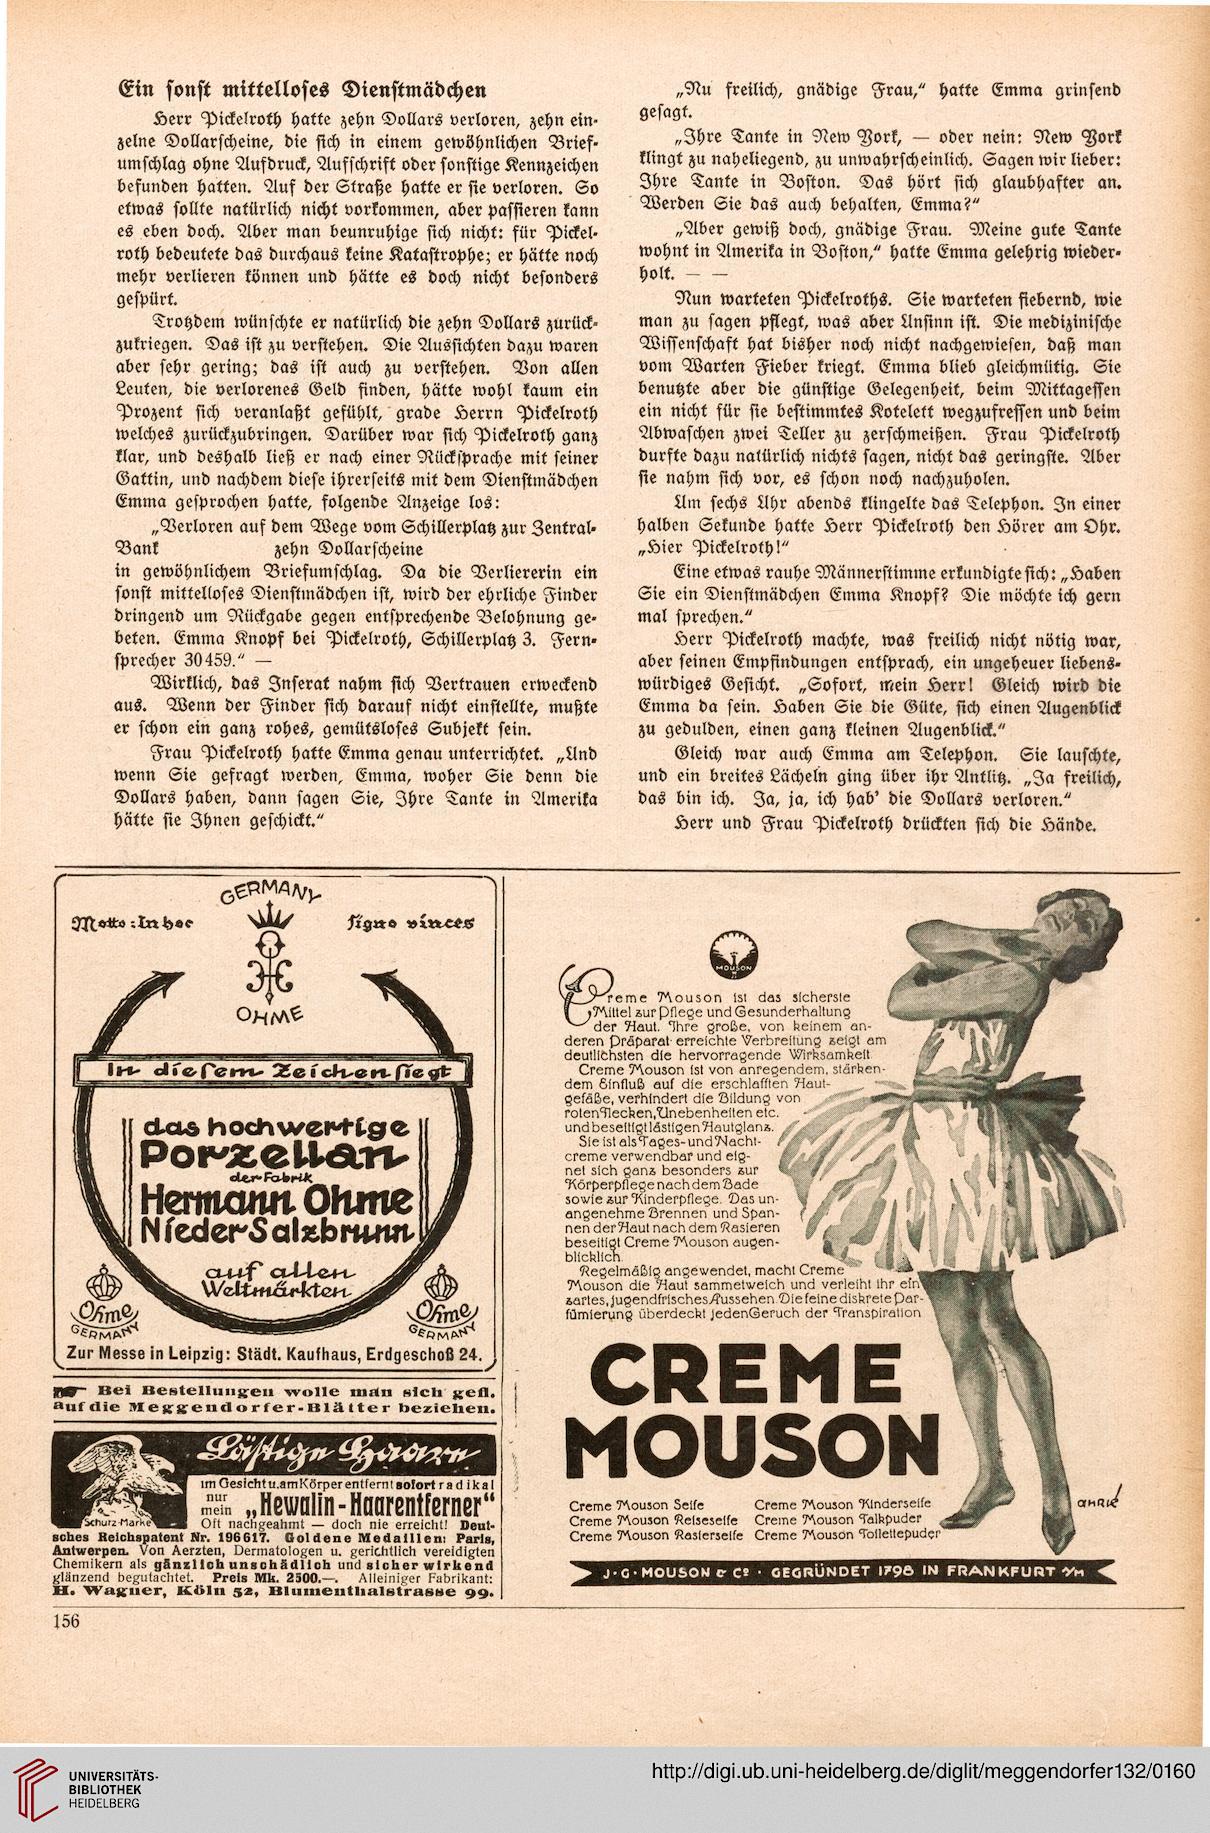 Ein sonst mittelloses Dienstmädchen
Herr Pickelroth hatte zehn Dollars verloren, zehn ein-
zelne Dollarscheine, die sich in einem gewöhnlichen Brief-
umschlag ohne Aufdruck, Aufschrift oder sonstige Kennzeichen
befunden hatten. Auf der Straße hatte er sie verloren. So
etwas sollte natürlich nicht vorkommen, aber passieren kann
es eben doch. Aber man beunruhige sich nicht: für Pickel-
roth bedeutete das durchaus keine Katastrophe; er hätte noch
mehr verlieren können und hätte es doch nicht besonders
gespürt.
Trotzdem wünschte er natürlich die zehn Dollars zurück-
zukriegen. Das ist zu verstehen. Die Aussichten dazu waren
aber sehr gering; das ist auch zu verstehen. Von allen
Leuten, die verlorenes Geld finden, hätte wohl kaum ein
Prozent sich veranlaßt gefühlt, grade Herrn Pickelroth
welches zurückzubringen. Darüber war sich Pickelroth ganz
klar, und deshalb ließ er nach einer Rücksprache mit seiner
Gattin, und nachdem diese ihrerseits mit dem Dienstmädchen
Emma gesprochen hatte, folgende Anzeige los:
„Verloren auf dem Wege vom Schillerplatz zur Zentral-
Bank zehn Dollarscheine
in gewöhnlichem Briefumschlag. Da die Verliererin ein
sonst mittelloses Dienstmädchen ist, wird der ehrliche Finder
dringend um Rückgabe gegen entsprechende Belohnung ge-
beten. Emma Knopf bei Pickelroth, Schillerplatz 3. Fern-
sprecher 30459.“ —
Wirklich, das Inserat nahm sich Vertrauen erweckend
aus. Wenn der Finder sich darauf nicht einstellte, mußte
er schon ein ganz rohes, gemütsloses Subjekt sein.
Frau Pickelroth hatte Emma genau unterrichtet. „Und
wenn Sie gefragt werden, Emma, woher Sie denn die
Dollars haben, dann sagen Sie, Ihre Tante in Amerika
hätte sie Ihnen geschickt.“
„Nu freilich, gnädige Frau,“ hatte Emma grinsend
gesagt.
„Ihre Tante in New York, — oder nein: New York
klingt zu naheliegend, zu unwahrscheinlich. Sagen wir lieber:
Ihre Tante in Boston. Das hört sich glaubhafter an.
Werden Sie das auch behalten, Emma?“
„Aber gewiß doch, gnädige Frau. Meine gute Tante
wohnt in Amerika in Boston,“ hatte Emma gelehrig wieder-
holt. — —
Nun warteten Pickelroths. Sie warteten fiebernd, wie
man zu sagen pflegt, was aber Unsinn ist. Die medizinische
Wissenschaft hat bisher noch nicht nachgewiesen, daß man
vom Warten Fieber kriegt. Emma blieb gleichmütig. Sie
benutzte aber die günstige Gelegenheit, beim Mittagessen
ein nicht für sie bestimmtes Kotelett wegzufressen und beim
Abwaschen zwei Teller zu zerschmeißen. Frau Pickelroth
durfte dazu natürlich nichts sagen, nicht das geringste. Aber
sie nahm sich vor, es schon noch nachzuholen.
Um sechs Uhr abends klingelte das Telephon. In einer
halben Sekunde hatte Herr Pickelroth den Hörer am Ohr.
„Hier Pickelroth!“
Eine etwas rauhe Männerstimme erkundigte sich: „Haben
Sie ein Dienstmädchen Emma Knopf? Die möchte ich gern
mal sprechen.“
Herr Pickelroth machte, was freilich nicht nötig war,
aber seinen Empfindungen entsprach, ein ungeheuer liebens-
würdiges Gesicht. „Sofort, mein Herr! Gleich wird die
Emma da sein. Haben Sie die Güte, sich einen Augenblick
zu gedulden, einen ganz kleinen Augenblick.“
Gleich war auch Emma am Telephon. Sie lauschte,
und ein breites Lächeln ging über ihr Antlitz. „Ja freilich,
das bin ich. Ja, ja, ich hab' die Dollars verloren.“
Herr und Frau Pickelroth drückten sich die Hände.
GERMANY
Motto: In hoc signo vinces
OHME
In diesem Zeichen siegt
das hochwertige
Porzellan
der Fabrik
Hermann Ohme
Nieder Salzbrunn
auf allen
Weltmärkten
Ohme
GERMANY
Ohme
GERMANY
Zur Messe in Leipzig: Städt. Kaufhaus, Erdgeschoß 24.
Bei Bestellungen wolle man sich gefl.
auf die Meggendorfer-Blätter beziehen.
Lästige Haare
Schutz-Marke
im Gesicht u. am Körper entfernt sofort radikal
nur mein „Hewalin-Haarentferner“
Oft nachgeahmt — doch nie erreicht! Deut-
sches Reichspatent Nr. 196617. Goldene Medaillen: Paris,
Antwerpen. Von Aerzten, Dermatologen u. gerichtlich vereidigten
Chemikern als gänzlich unschädlich und sicher wirkend
glänzend begutachtet. Preis Mk. 2500.—. Alleiniger Fabrikant:
H. Wagner, Köln 52, Blumenthalstrasse 99.
MOUSON
Creme Mouson ist das sicherste
Mittel zur Pflege und Gesunderhaltung
der Haut. Ihre große, von keinem an-
deren Präparat erreichte Verbreitung zeigt am
deutlichsten die hervorragende Wirksamkeit
Creme Mouson ist von anregendem, stärken-
dem Einfluß auf die erschlafften Haut-
gefäße, verhindert die Bildung von
roten Flecken, Unebenheiten etc.
und beseitigt lästigen Hautglanz.
Sie ist als Tages- und Nacht-
creme verwendbar und eig-
net sich ganz besonders zur
Körperpflege nach dem Bade
sowie zur Kinderpflege. Das un-
angenehme Brennen und Span-
nen der Haut nach dem Rasieren
beseitigt Creme Mouson augen-
blicklich.
Regelmäßig angewendet, macht Creme
Mouson die Haut sammetweich und verleiht ihr ein
zartes, jugendfrisches Aussehen. Die feine diskrete Par-
fümierung überdeckt jeden Geruch der Transpiration
CREME
MOUSON
Creme Mouson Seife
Creme Mouson Reiseseife
Creme Mouson Rasierseife
Creme Mouson Kinderseife
Creme Mouson Talkpuder
Creme Mouson Toilettepuder
J·G·MOUSON & Cº · GEGRÜNDET 1798 IN FRANKFURT a/M
156
UNIVERSITÄTS-
BIBLIOTHEK
HEIDELBERG
http://digi.ub.uni-heidelberg.de/diglit/meggendorfer132/0160